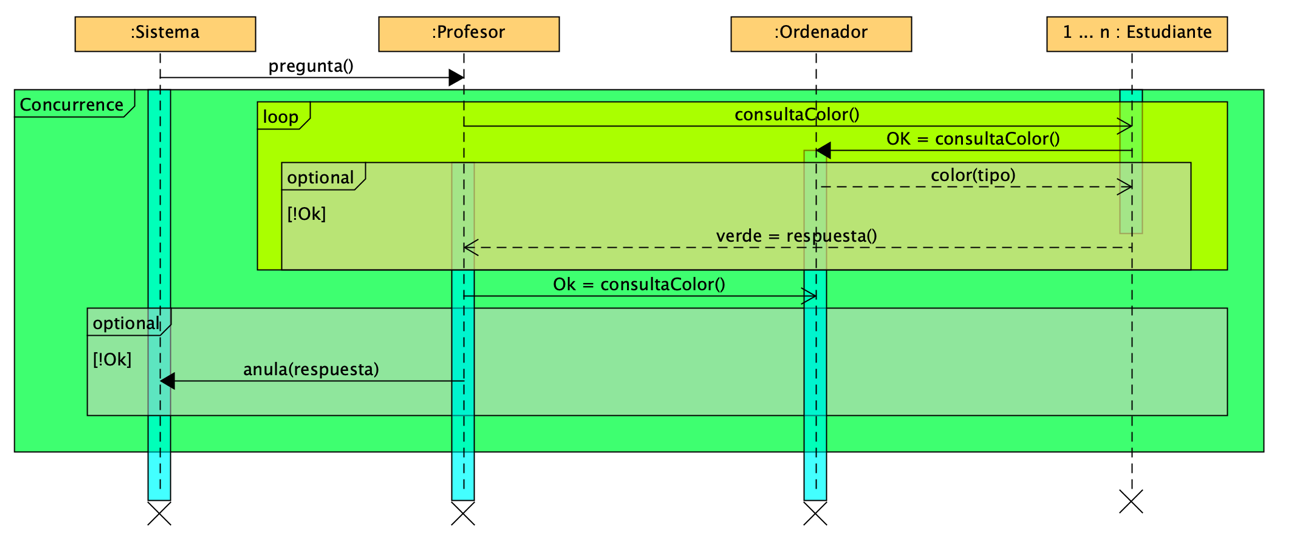 :Sistema
:Profesor
:Ordenador
1 ... n : Estudiante
pregunta()
Concurrence
loop
consultaColor()
OK = consultaColor()
optional
color(tipo)
[!Ok]
verde = respuesta()
Ok = consultaColor()
optional
[!Ok]
anula(respuesta)